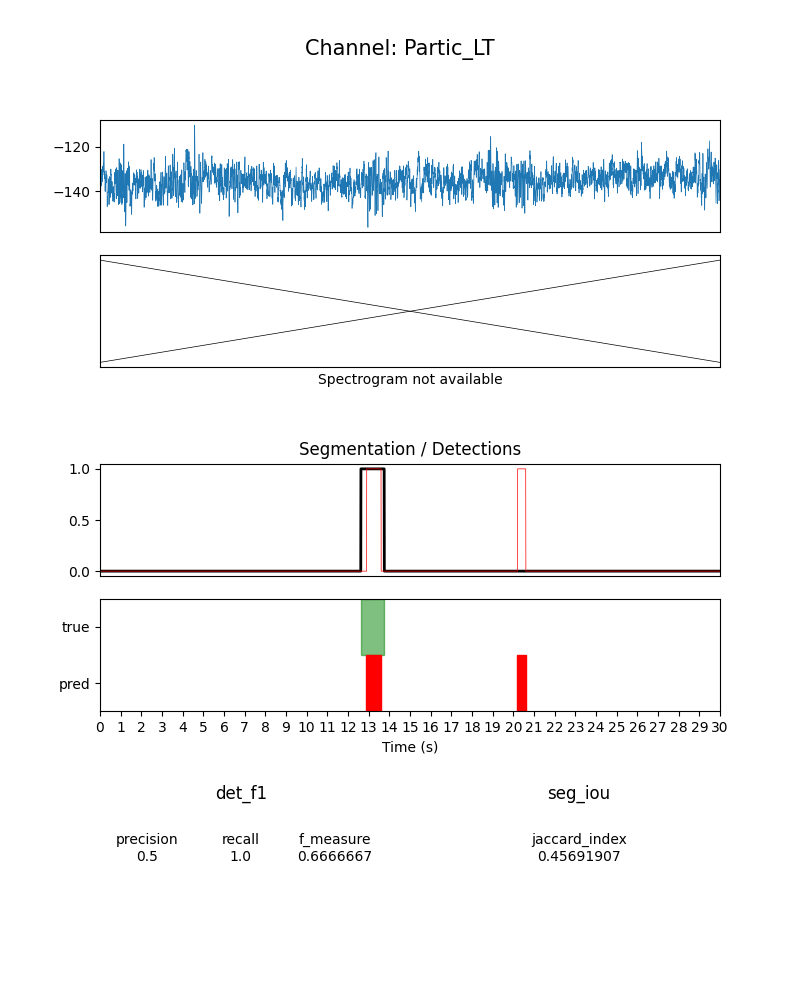 Channel: Partic_LT
−120
−140
Spectrogram not available
Segmentation / Detections
1.0
0.5
0.0
true
pred
0 1 2 3 4 5 6 7 8 9 10 11 12 13 14 15 16 17 18 19 20 21 22 23 24 25 26 27 28 29 30
Time (s)
det_f1 seg_iou
precision recall f_measure jaccard_index
0.5 1.0 0.6666667 0.45691907